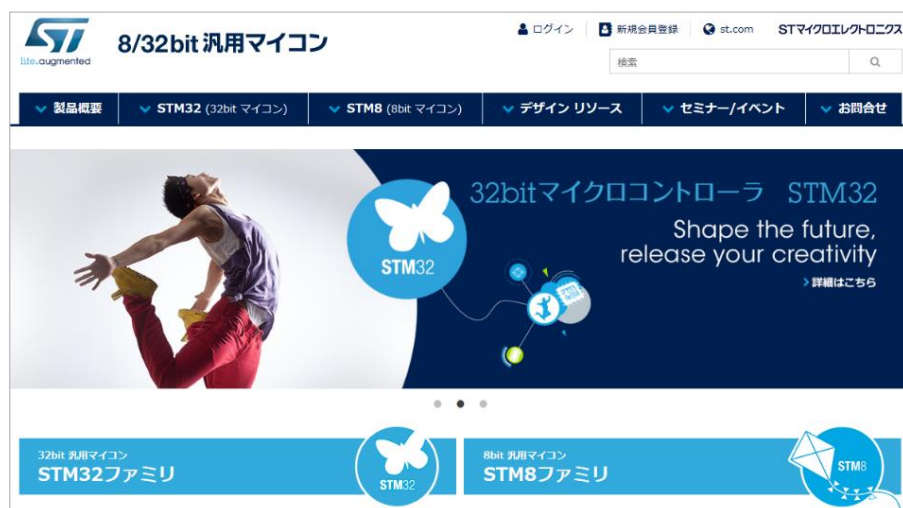 life.augmented
8/32bit 汎用マイコン
ログイン
新規会員登録
st.com
STマイクロエレクトロニクス
検索
製品概要
STM32 (32bit マイコン)
STM8 (8bit マイコン)
デザイン リソース
セミナー/イベント
お問合せ
STM32
32bitマイクロコントローラ STM32
Shape the future,
release your creativity
詳細はこちら
32bit 汎用マイコン
STM32ファミリ
STM32
8bit 汎用マイコン
STM8ファミリ
STM8